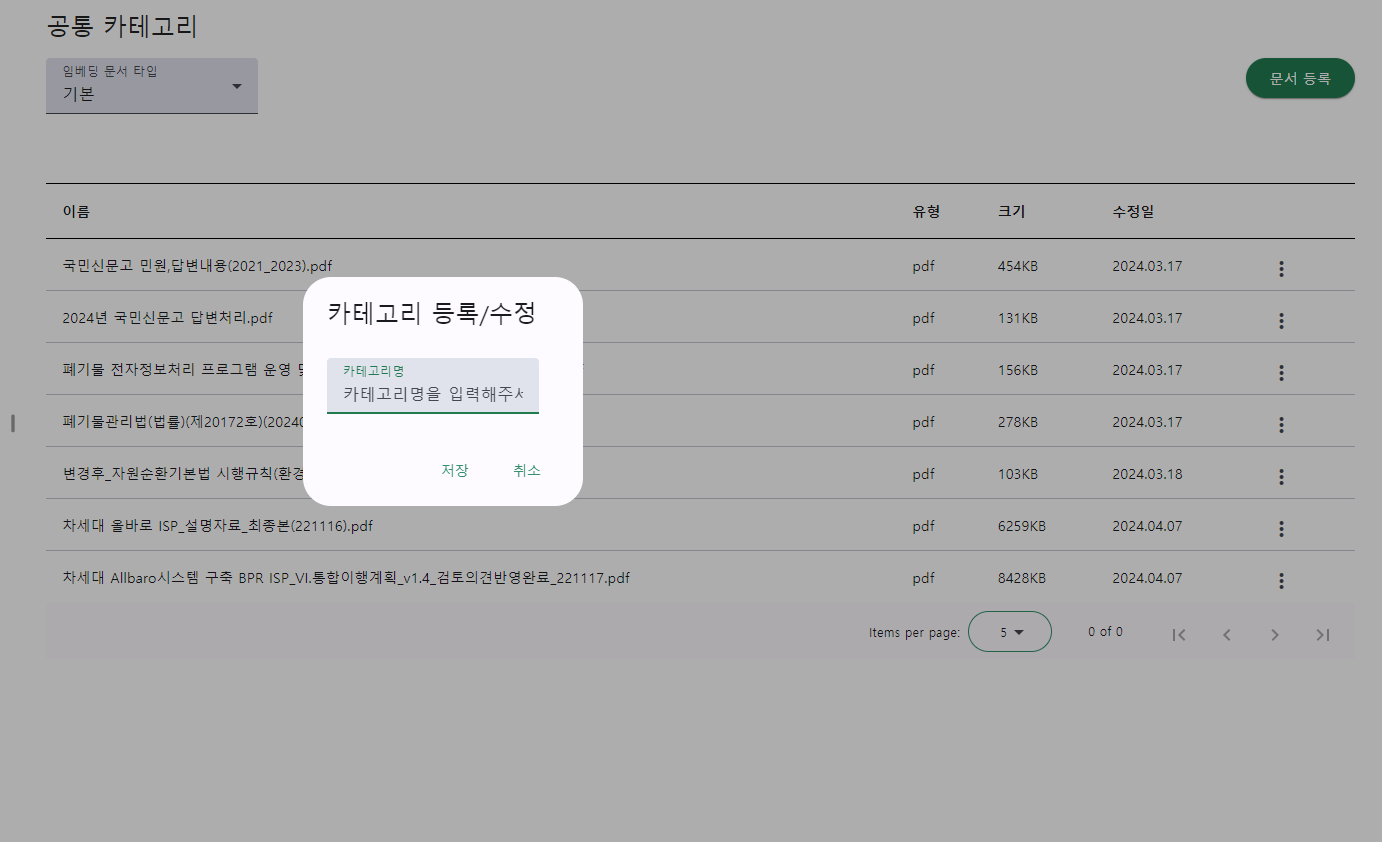 공통 카테고리
임베딩 문서 타입
기본
문서 등록
이름 유형 크기 수정일
국민신문고 민원,답변내용(2021_2023).pdf pdf 454KB 2024.03.17
2024년 국민신문고 답변처리.pdf pdf 131KB 2024.03.17
폐기물 전자정보처리 프로그램 운영 및 pdf 156KB 2024.03.17
폐기물관리법(법률)(제20172호)(2024 pdf 278KB 2024.03.17
변경후_자원순환기본법 시행규칙(환경 pdf 103KB 2024.03.18
차세대 올바로 ISP_설명자료_최종본(221116).pdf pdf 6259KB 2024.04.07
차세대 Allbaro시스템 구축 BPR ISP_VI.통합이행계획_v1.4_검토의견반영완료_221117.pdf pdf 8428KB 2024.04.07
Items per page: 5 0 of 0
카테고리 등록/수정
카테고리명
카테고리명을 입력해주
저장 취소